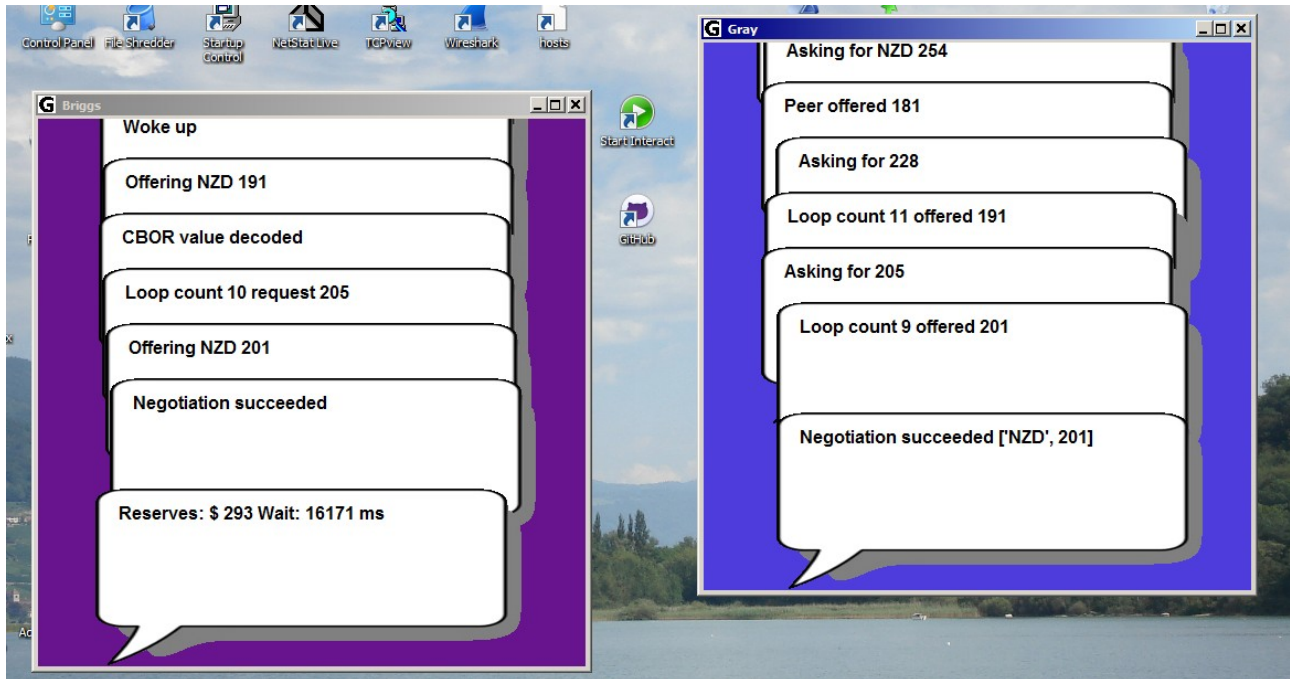 Control Panel
File Shredder
Startup
control
NetStat Live
TCPview
Wireshark
hosts
G Briggs
Woke up
Offering NZD 191
CBOR value decoded
Loop count 10 request 205
Offering NZD 201
Negotiation succeeded
Reserves: $ 293 Wait: 16171 ms
Start Interact
GitHub
G Gray
Asking for NZD 254
Peer offered 181
Asking for 228
Loop count 11 offered 191
Asking for 205
Loop count 9 offered 201
Negotiation succeeded ['NZD', 201]